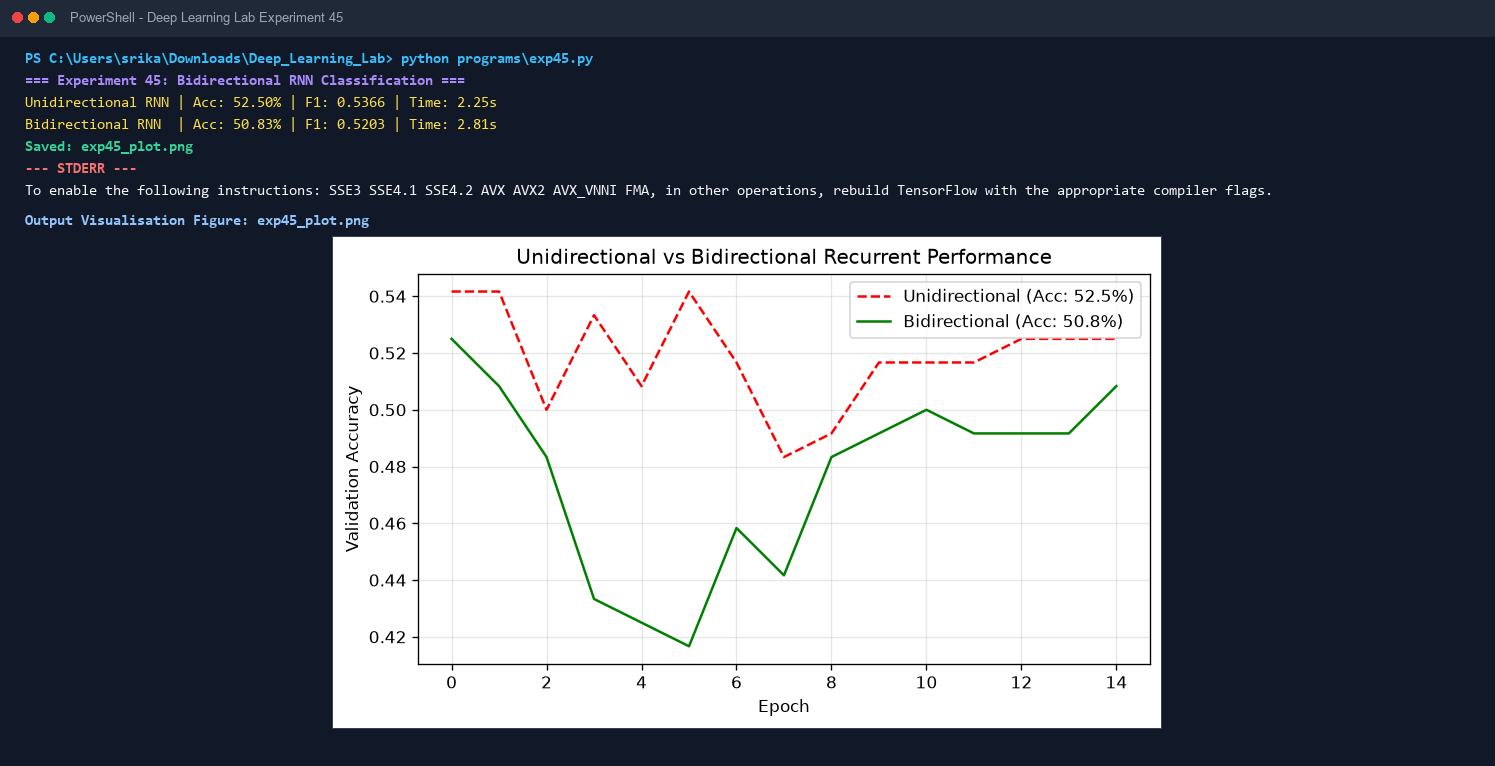 PowerShell - Deep Learning Lab Experiment 45
PS C:\Users\srika\Downloads\Deep_Learning_Lab> python programs\exp45.py
=== Experiment 45: Bidirectional RNN Classification ===
Unidirectional RNN | Acc: 52.50% | F1: 0.5366 | Time: 2.25s
Bidirectional RNN  | Acc: 50.83% | F1: 0.5203 | Time: 2.81s
Saved: exp45_plot.png
--- STDERR ---
To enable the following instructions: SSE3 SSE4.1 SSE4.2 AVX AVX2 AVX_VNNI FMA, in other operations, rebuild TensorFlow with the appropriate compiler flags.
Output Visualisation Figure: exp45_plot.png
Unidirectional vs Bidirectional Recurrent Performance
Unidirectional (Acc: 52.5%)
Bidirectional (Acc: 50.8%)
Validation Accuracy
0.54
0.52
0.50
0.48
0.46
0.44
0.42
0 2 4 6 8 10 12 14
Epoch